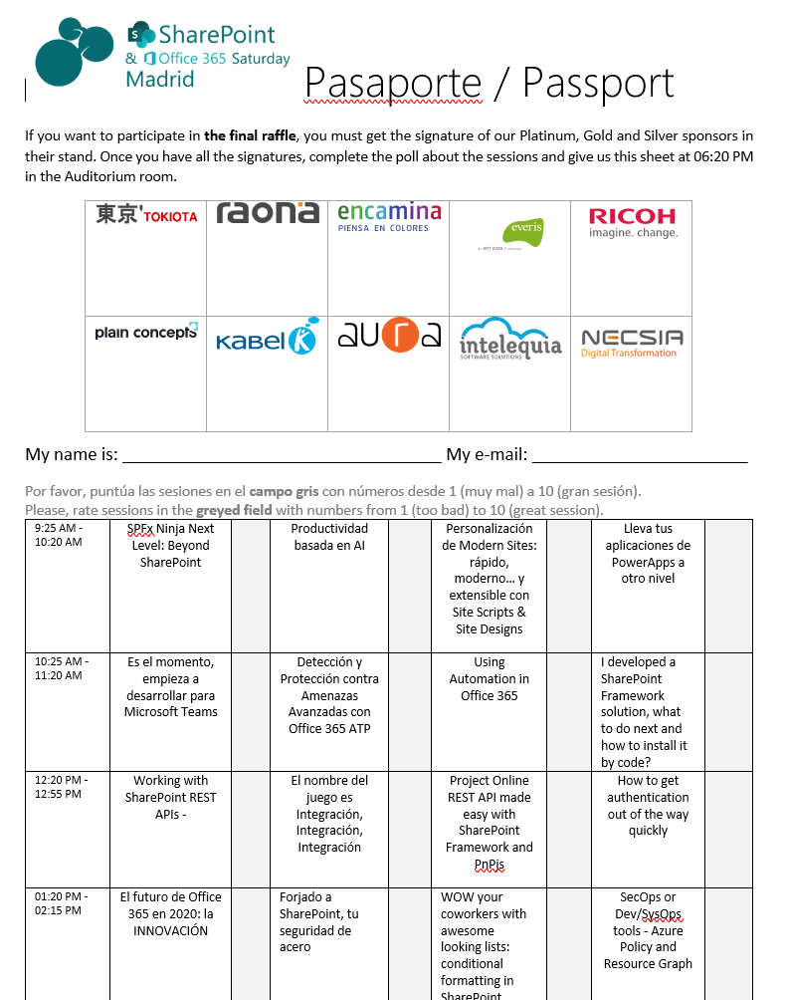 SharePoint
& Office 365 Saturday
Madrid
Pasaporte / Passport
If you want to participate in the final raffle, you must get the signature of our Platinum, Gold and Silver sponsors in
their stand. Once you have all the signatures, complete the poll about the sessions and give us this sheet at 06:20 PM
in the Auditorium room.
東京'TOKIOTA
raona
encamina
PIENSA EN COLORES
everis
an NTT DATA Company
RICOH
imagine. change.
plain concepts
KABEL K
aura
intelequia
SOFTWARE SOLUTIONS
NECSIA
Digital Transformation
My name is: My e-mail:
Por favor, puntúa las sesiones en el campo gris con números desde 1 (muy mal) a 10 (gran sesión).
Please, rate sessions in the greyed field with numbers from 1 (too bad) to 10 (great session).
9:25 AM -
10:20 AM
SPFx Ninja Next
Level: Beyond
SharePoint
Productividad
basada en AI
Personalización
de Modern Sites:
rápido,
moderno... y
extensible con
Site Scripts &
Site Designs
Lleva tus
aplicaciones de
PowerApps a
otro nivel
10:25 AM -
11:20 AM
Es el momento,
empieza a
desarrollar para
Microsoft Teams
Detección y
Protección contra
Amenazas
Avanzadas con
Office 365 ATP
Using
Automation in
Office 365
I developed a
SharePoint
Framework
solution, what
to do next and
how to install it
by code?
12:20 PM -
12:55 PM
Working with
SharePoint REST
APIs -
El nombre del
juego es
Integración,
Integración,
Integración
Project Online
REST API made
easy with
SharePoint
Framework and
PnPjs
How to get
authentication
out of the way
quickly
01:20 PM -
02:15 PM
El futuro de Office
365 en 2020: la
INNOVACIÓN
Forjado a
SharePoint, tu
seguridad de
acero
WOW your
coworkers with
awesome
looking lists:
conditional
formatting in
SharePoint
SecOps or
Dev/SysOps
tools - Azure
Policy and
Resource Graph